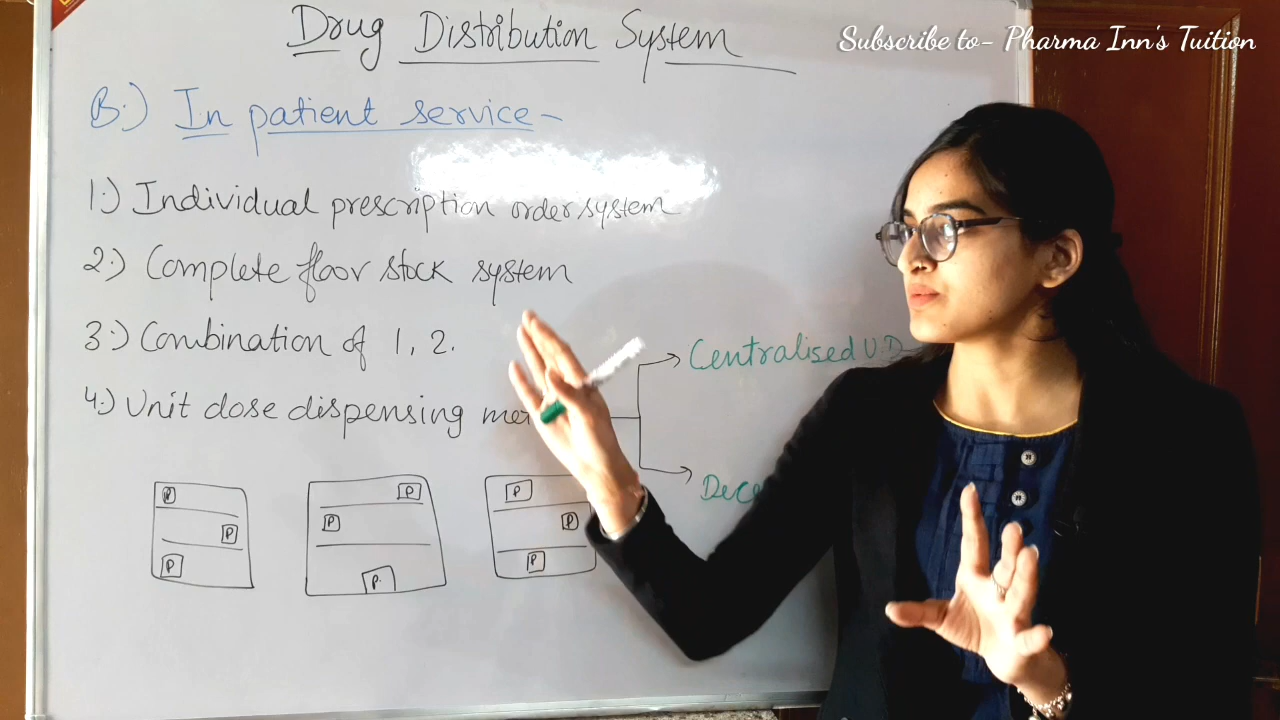 Drug Distribution System
Subscribe to- Pharma Inn's Tuition
B.) In patient service-
1.) Individual prescription order system
2.) Complete floor stock system
3.) Combination of 1, 2.
4.) Unit dose dispensing
Centralised U.D
P P P
P P P
P P. P